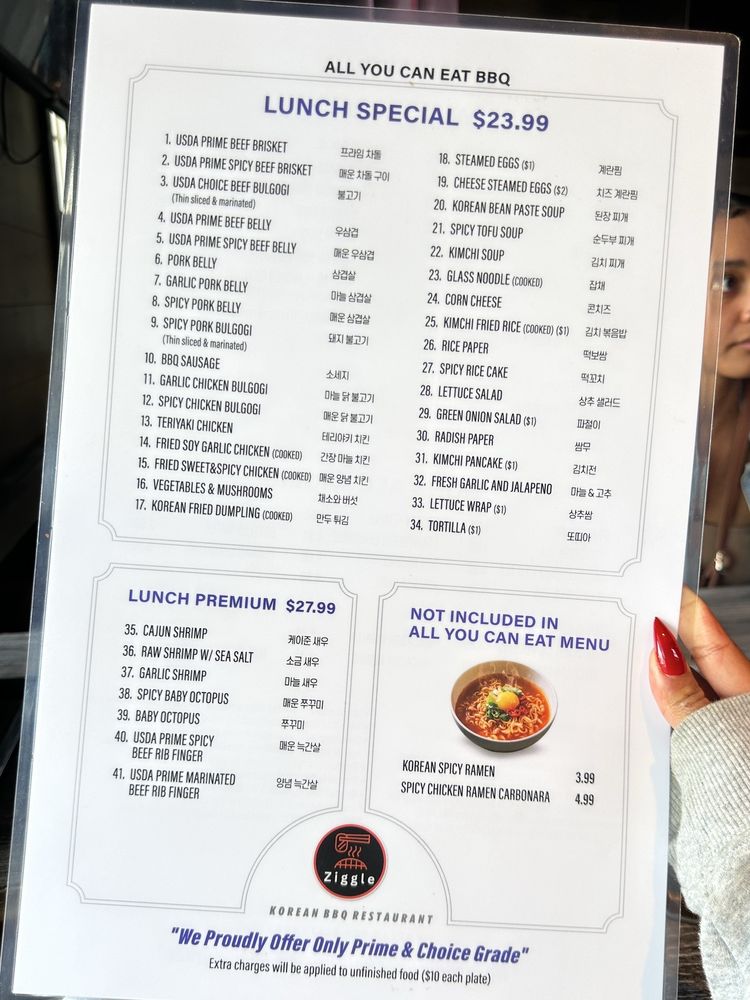 ALL YOU CAN EAT BBQ
LUNCH SPECIAL $23.99
1. USDA PRIME BEEF BRISKET 프라임 차돌
2. USDA PRIME SPICY BEEF BRISKET 매운 차돌 구이
3. USDA CHOICE BEEF BULGOGI 불고기
(Thin sliced & marinated)
4. USDA PRIME BEEF BELLY 우삼겹
5. USDA PRIME SPICY BEEF BELLY 매운 우삼겹
6. PORK BELLY 삼겹살
7. GARLIC PORK BELLY 마늘 삼겹살
8. SPICY PORK BELLY 매운 삼겹살
9. SPICY PORK BULGOGI 돼지 불고기
(Thin sliced & marinated)
10. BBQ SAUSAGE 소세지
11. GARLIC CHICKEN BULGOGI 마늘 닭 불고기
12. SPICY CHICKEN BULGOGI 매운 닭 불고기
13. TERIYAKI CHICKEN 테리야키 치킨
14. FRIED SOY GARLIC CHICKEN (COOKED) 간장 마늘 치킨
15. FRIED SWEET&SPICY CHICKEN (COOKED) 매운 양념 치킨
16. VEGETABLES & MUSHROOMS 채소와 버섯
17. KOREAN FRIED DUMPLING (COOKED) 만두 튀김
18. STEAMED EGGS ($1) 계란찜
19. CHEESE STEAMED EGGS ($2) 치즈 계란찜
20. KOREAN BEAN PASTE SOUP 된장 찌개
21. SPICY TOFU SOUP 순두부 찌개
22. KIMCHI SOUP 김치 찌개
23. GLASS NOODLE (COOKED) 잡채
24. CORN CHEESE 콘치즈
25. KIMCHI FRIED RICE (COOKED) ($1) 김치 볶음밥
26. RICE PAPER 떡보쌈
27. SPICY RICE CAKE 떡꼬치
28. LETTUCE SALAD 상추 샐러드
29. GREEN ONION SALAD ($1) 파절이
30. RADISH PAPER 쌈무
31. KIMCHI PANCAKE ($1) 김치전
32. FRESH GARLIC AND JALAPENO 마늘 & 고추
33. LETTUCE WRAP ($1) 상추쌈
34. TORTILLA ($1) 또띠아
LUNCH PREMIUM $27.99
35. CAJUN SHRIMP 케이준 새우
36. RAW SHRIMP W/ SEA SALT 소금 새우
37. GARLIC SHRIMP 마늘 새우
38. SPICY BABY OCTOPUS 매운 쭈꾸미
39. BABY OCTOPUS 쭈꾸미
40. USDA PRIME SPICY 매운 늑간살
BEEF RIB FINGER
41. USDA PRIME MARINATED 양념 늑간살
BEEF RIB FINGER
NOT INCLUDED IN
ALL YOU CAN EAT MENU
KOREAN SPICY RAMEN 3.99
SPICY CHICKEN RAMEN CARBONARA 4.99
Ziggle
KOREAN BBQ RESTAURANT
"We Proudly Offer Only Prime & Choice Grade"
Extra charges will be applied to unfinished food ($10 each plate)